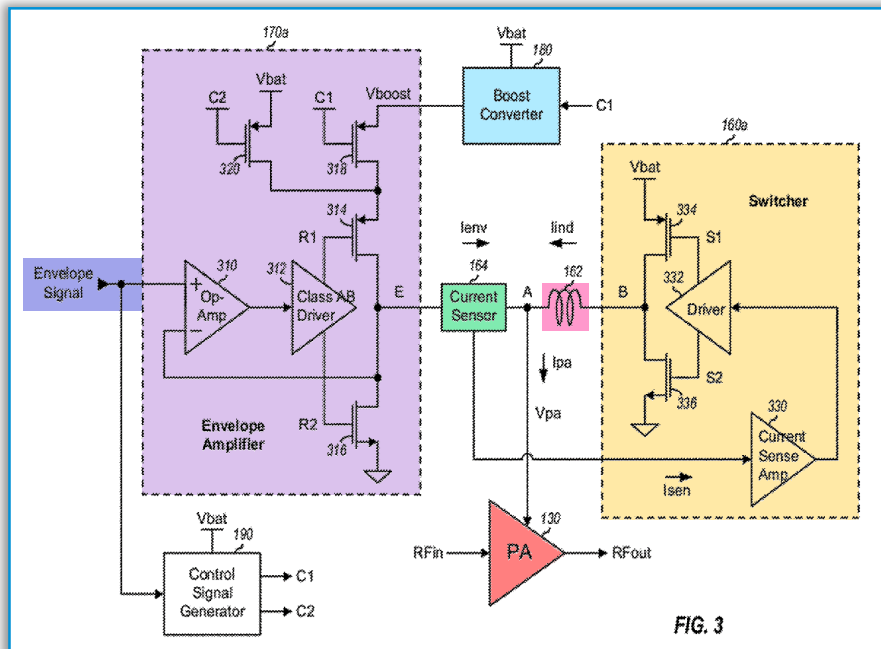 170a
Vbat
180
Vbat
C2
C1
Vboost
Boost
Converter
C1
160a
320
318
Vbat
Switcher
314
334
R1
Ienv
Iind
S1
Envelope
Signal
310
312
164
162
332
+
Op-
Amp
−
Class AB
Driver
E
Current
Sensor
A
B
Driver
Ipa
S2
336
Vpa
330
Envelope
Amplifier
R2
316
Current
Sense
Amp
Isen
Vbat
190
130
Control
Signal
Generator
C1
C2
RFin
PA
RFout
FIG. 3